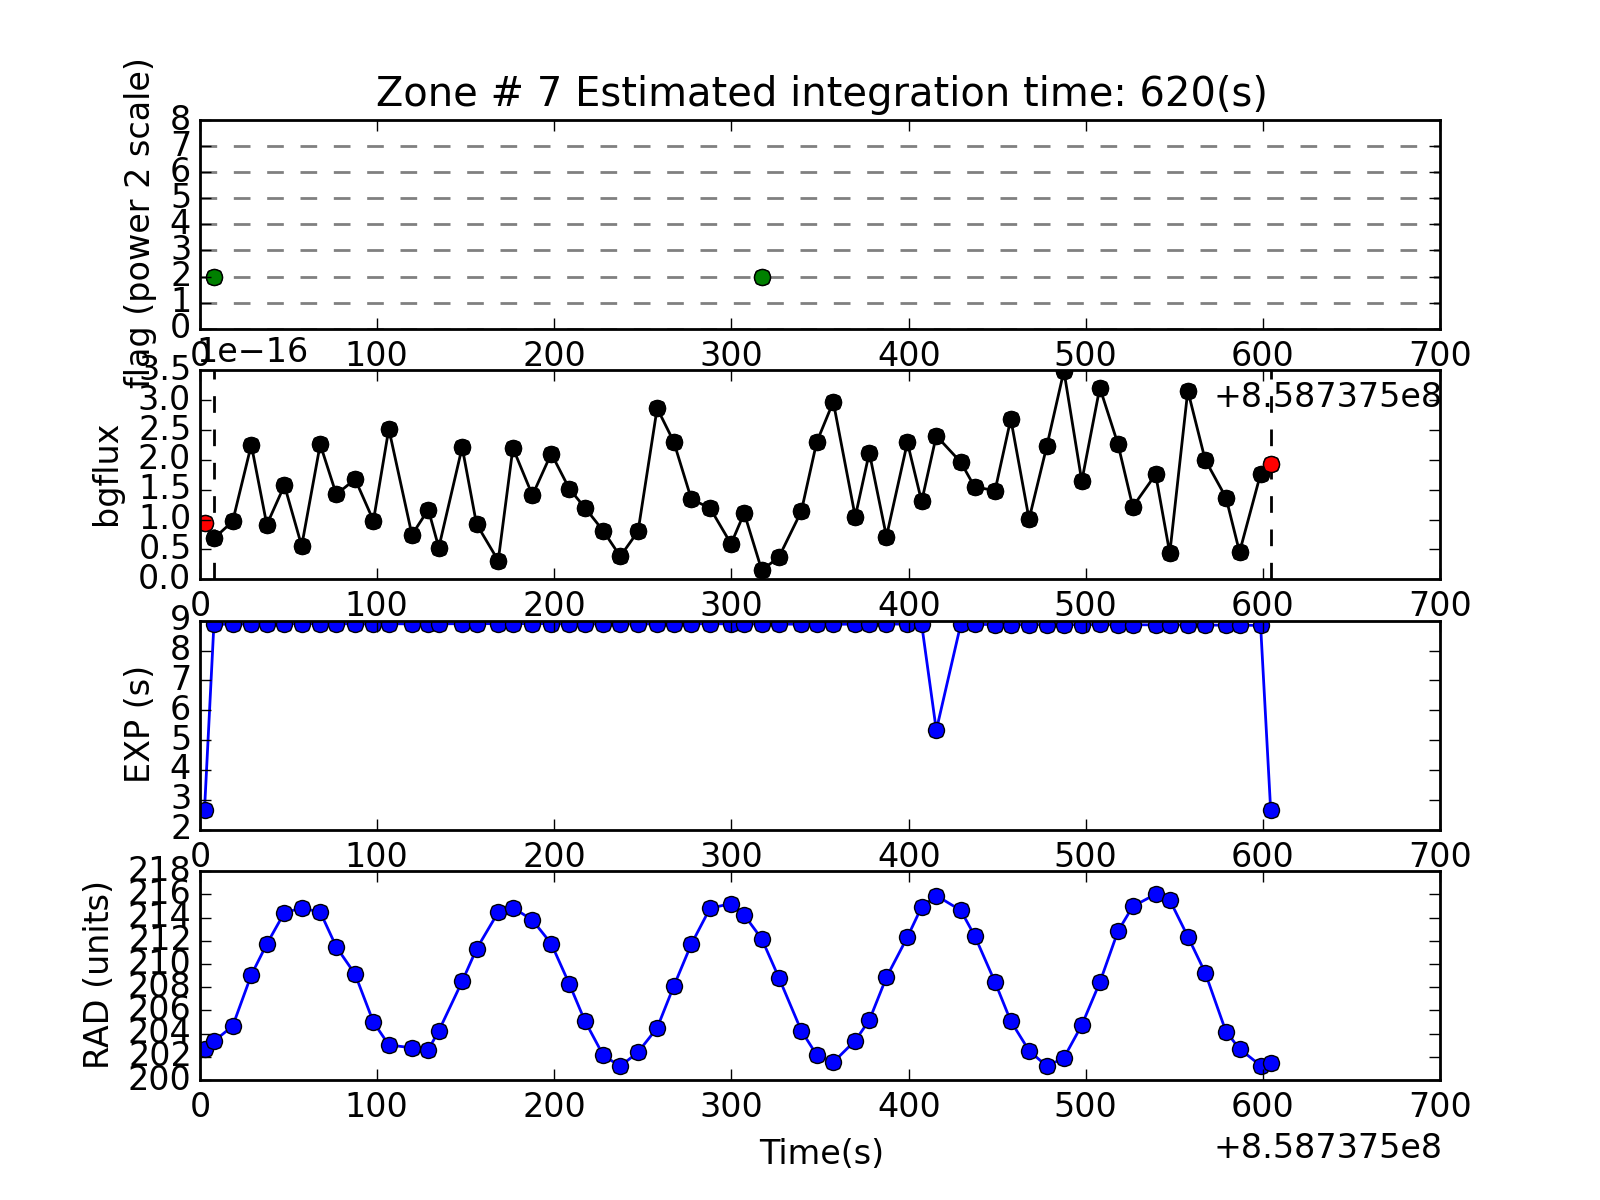 Zone # 7 Estimated integration time: 620(s)
flag (power 2 scale)
8
7
6
5
4
3
2
1
0
0 100 200 300 400 500 600 700
1e−16
+8.587375e8
bgflux
3.5
3.0
2.5
2.0
1.5
1.0
0.5
0.0
0 100 200 300 400 500 600 700
EXP (s)
9
8
7
6
5
4
3
2
0 100 200 300 400 500 600 700
RAD (units)
218
216
214
212
210
208
206
204
202
200
0 100 200 300 400 500 600 700
Time(s)
+8.587375e8